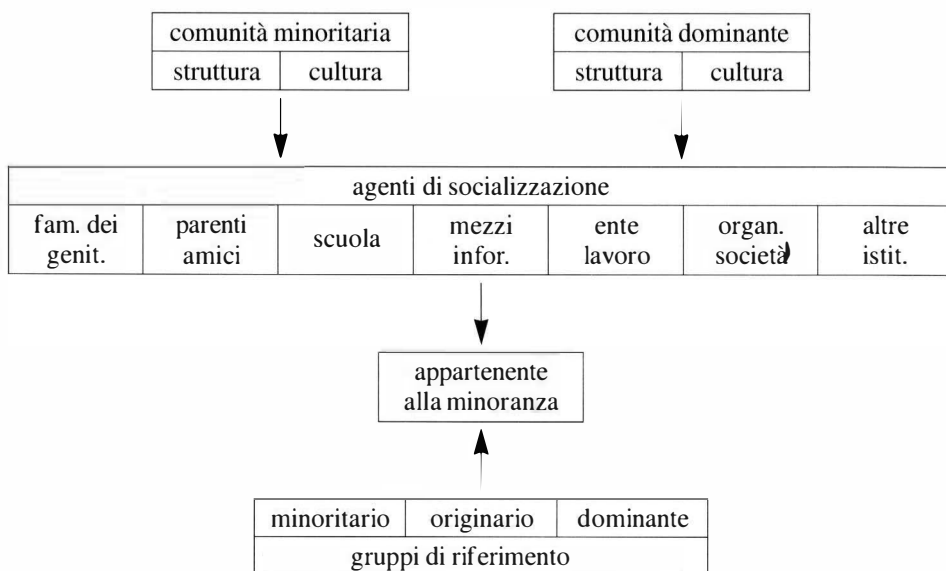 comunità minoritaria
struttura cultura
comunità dominante
struttura cultura
agenti di socializzazione
fam. dei
genit.
parenti
amici
scuola
mezzi
infor.
ente
lavoro
organ.
società
altre
istit.
appartenente
alla minoranza
minoritario originario dominante
gruppi di riferimento